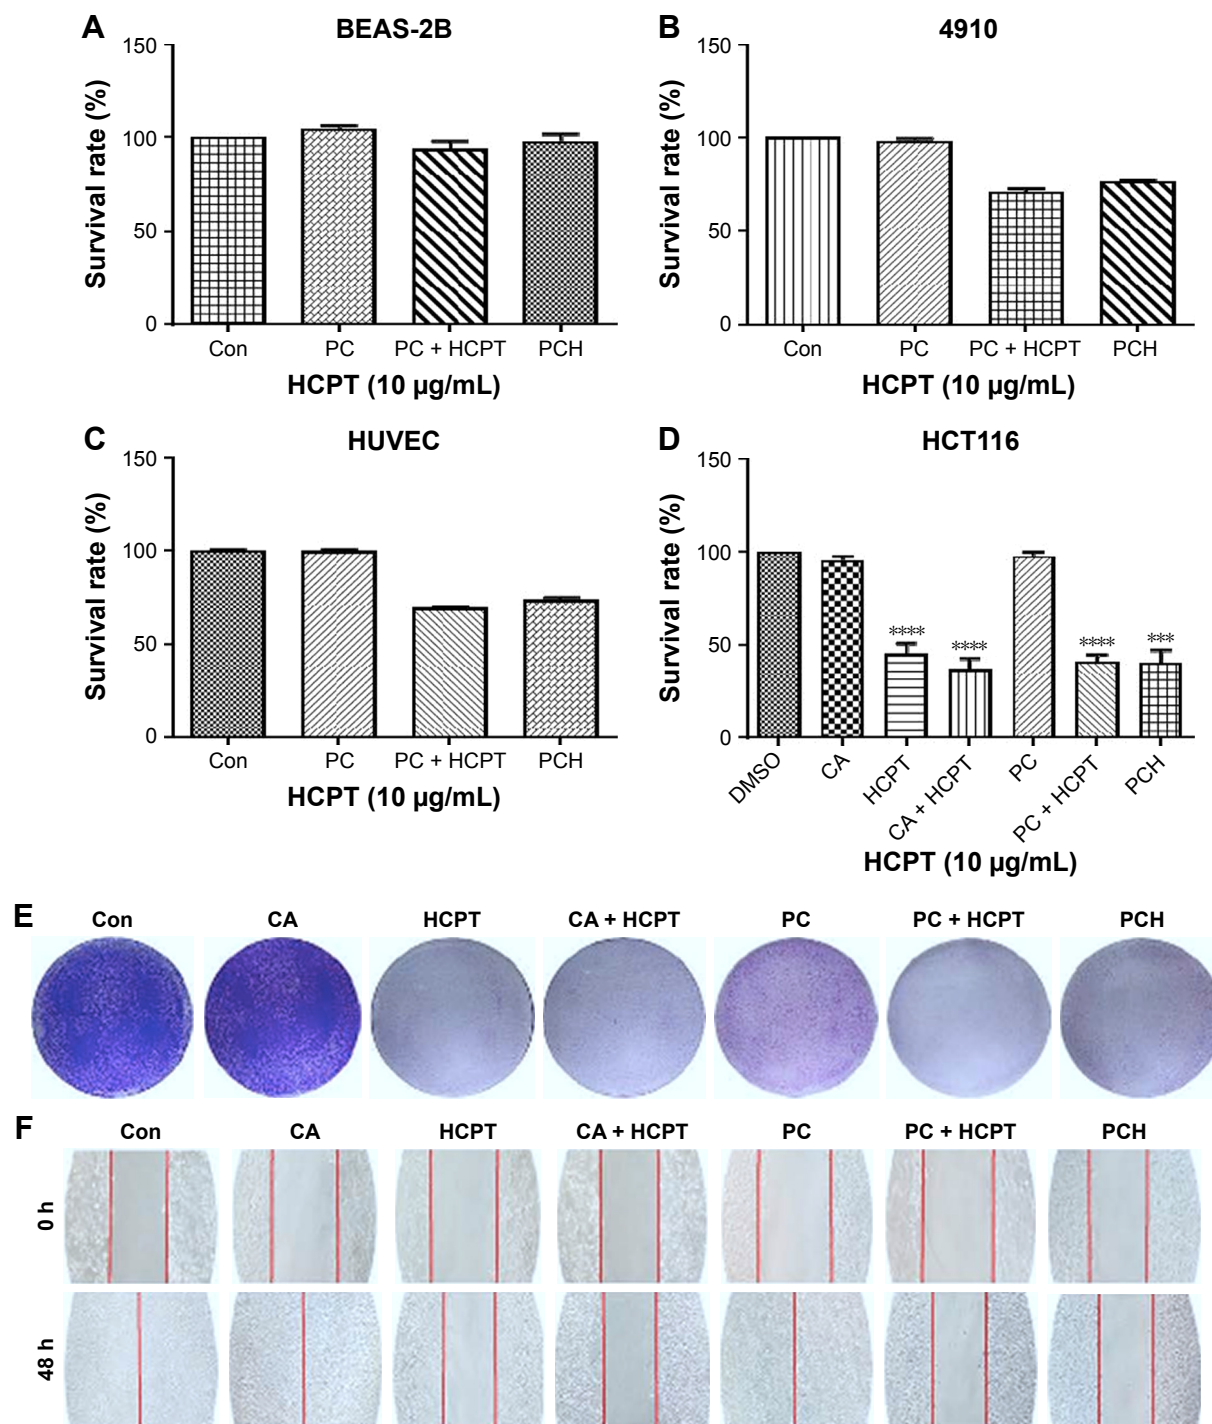 A
BEAS-2B
Survival rate (%)
150
100
50
0
Con PC PC + HCPT PCH
HCPT (10 µg/mL)
B
4910
Survival rate (%)
150
100
50
0
Con PC PC + HCPT PCH
HCPT (10 µg/mL)
C
HUVEC
Survival rate (%)
150
100
50
0
Con PC PC + HCPT PCH
HCPT (10 µg/mL)
D
HCT116
Survival rate (%)
150
100
50
0
**** **** **** ***
DMSO CA HCPT CA + HCPT PC PC + HCPT PCH
HCPT (10 µg/mL)
E
Con CA HCPT CA + HCPT PC PC + HCPT PCH
F
Con CA HCPT CA + HCPT PC PC + HCPT PCH
0 h
48 h